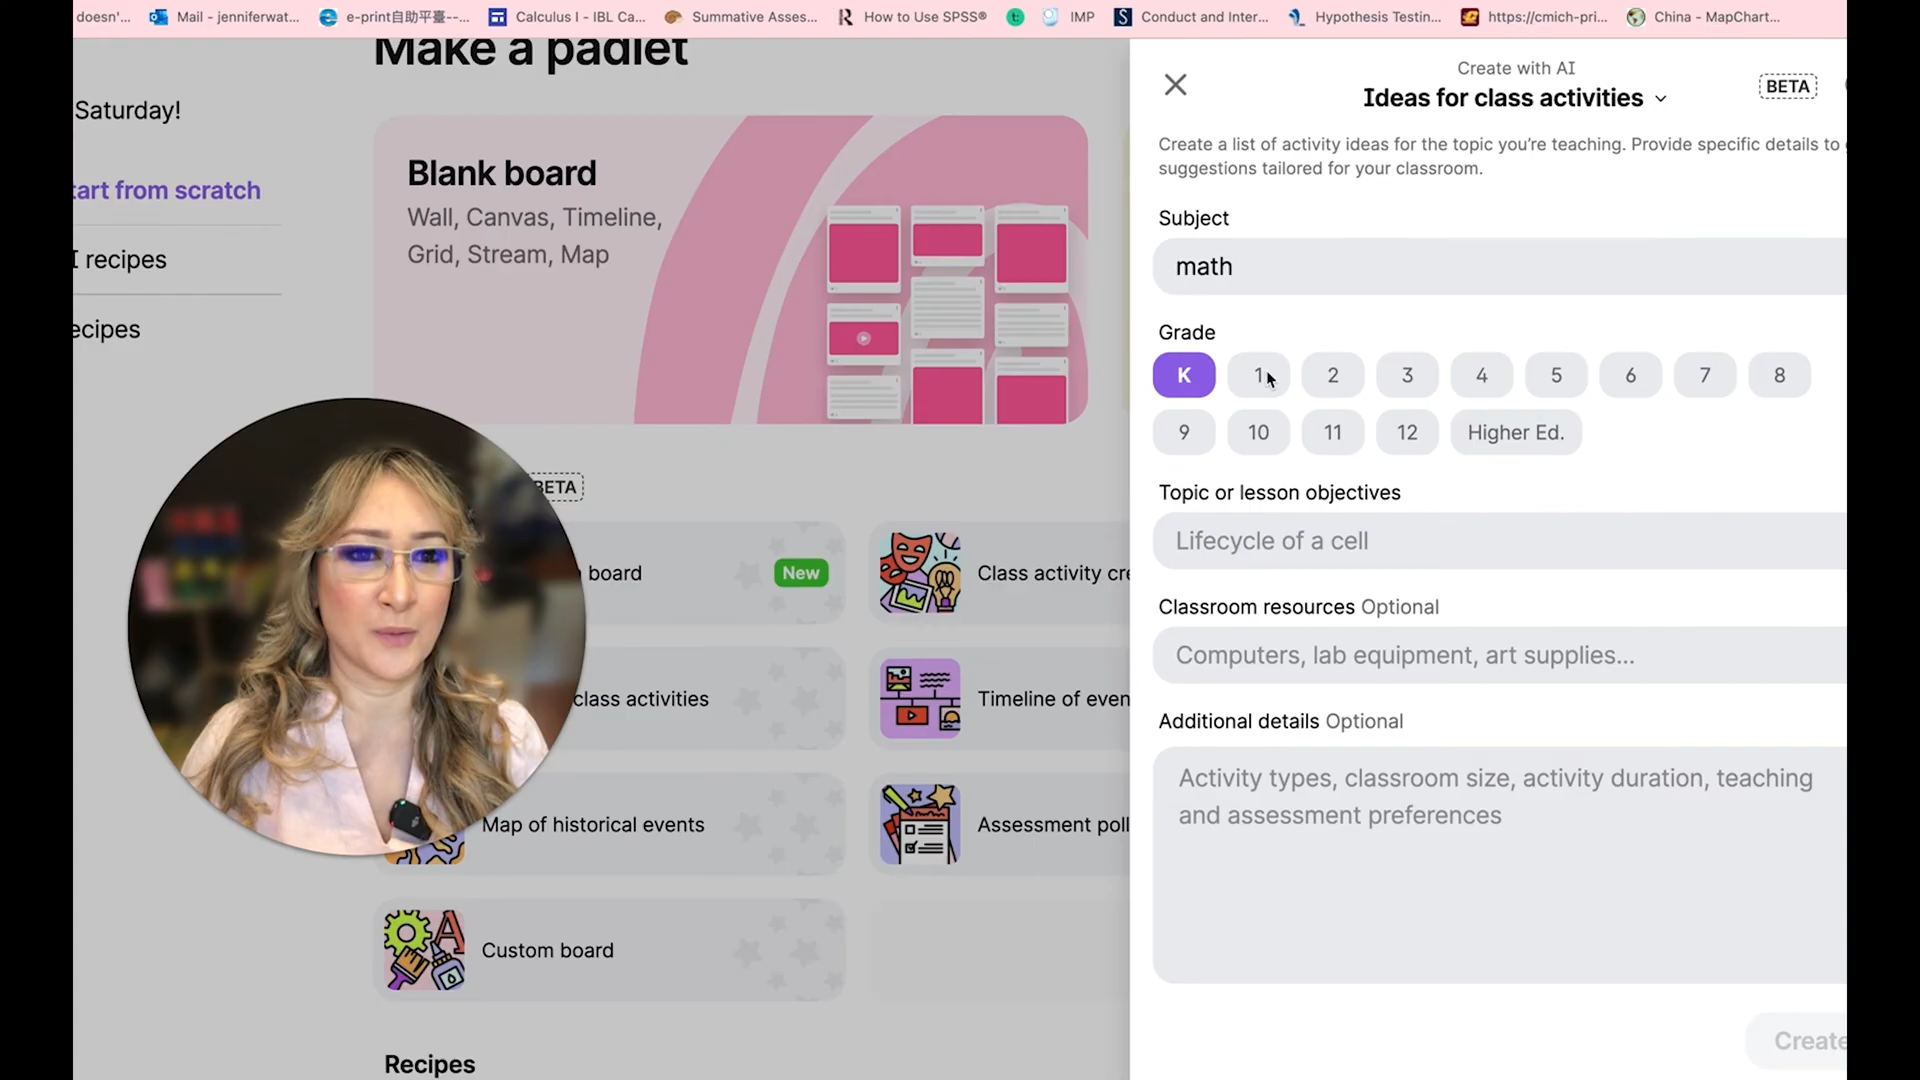 doesn'...
Mail - jenniferwat...
e-print自助平臺--...
Calculus I - IBL Ca...
Summative Asses...
How to Use SPSS®
IMP
Conduct and Inter...
Hypothesis Testin...
https://cmich-pri...
China - MapChart...
Make a padlet
Saturday!
tart from scratch
I recipes
ecipes
Blank board
Wall, Canvas, Timeline,
Grid, Stream, Map
BETA
board
New
Class activity cre
class activities
Timeline of even
Map of historical events
Assessment poll
Custom board
Recipes
Create with AI
Ideas for class activities
BETA
Create a list of activity ideas for the topic you’re teaching. Provide specific details to
suggestions tailored for your classroom.
Subject
math
Grade
K 1 2 3 4 5 6 7 8
9 10 11 12 Higher Ed.
Topic or lesson objectives
Lifecycle of a cell
Classroom resources Optional
Computers, lab equipment, art supplies...
Additional details Optional
Activity types, classroom size, activity duration, teaching
and assessment preferences
Create